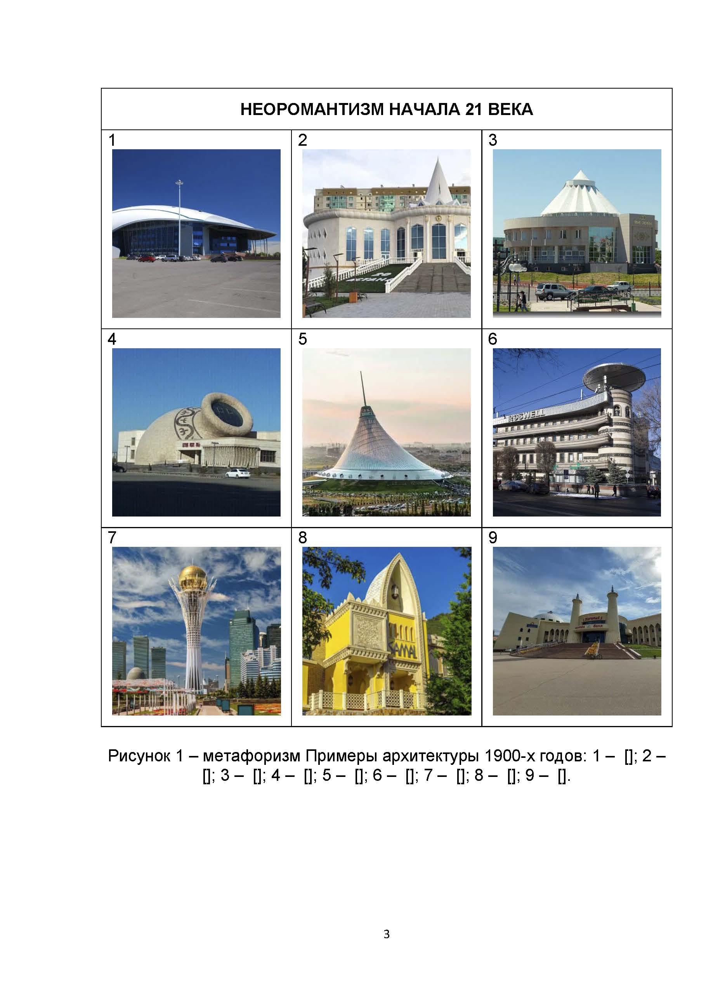 НЕОРОМАНТИЗМ НАЧАЛА 21 ВЕКА
1
2
3
4
5
6
ROSWELL
7
8
SAMAL
9
Рисунок 1 – метафоризм Примеры архитектуры 1900-х годов: 1 –  []; 2 –
[]; 3 –  []; 4 –  []; 5 –  []; 6 –  []; 7 –  []; 8 –  []; 9 –  [].
3